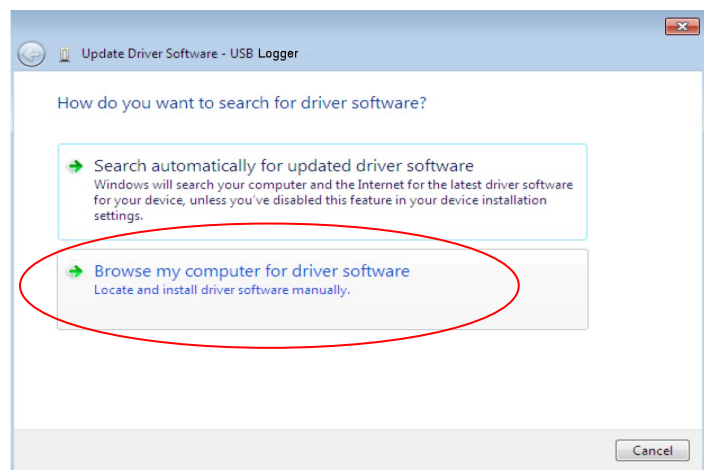 Update Driver Software - USB Logger
How do you want to search for driver software?
Search automatically for updated driver software
Windows will search your computer and the Internet for the latest driver software
for your device, unless you've disabled this feature in your device installation
settings.
Browse my computer for driver software
Locate and install driver software manually.
Cancel